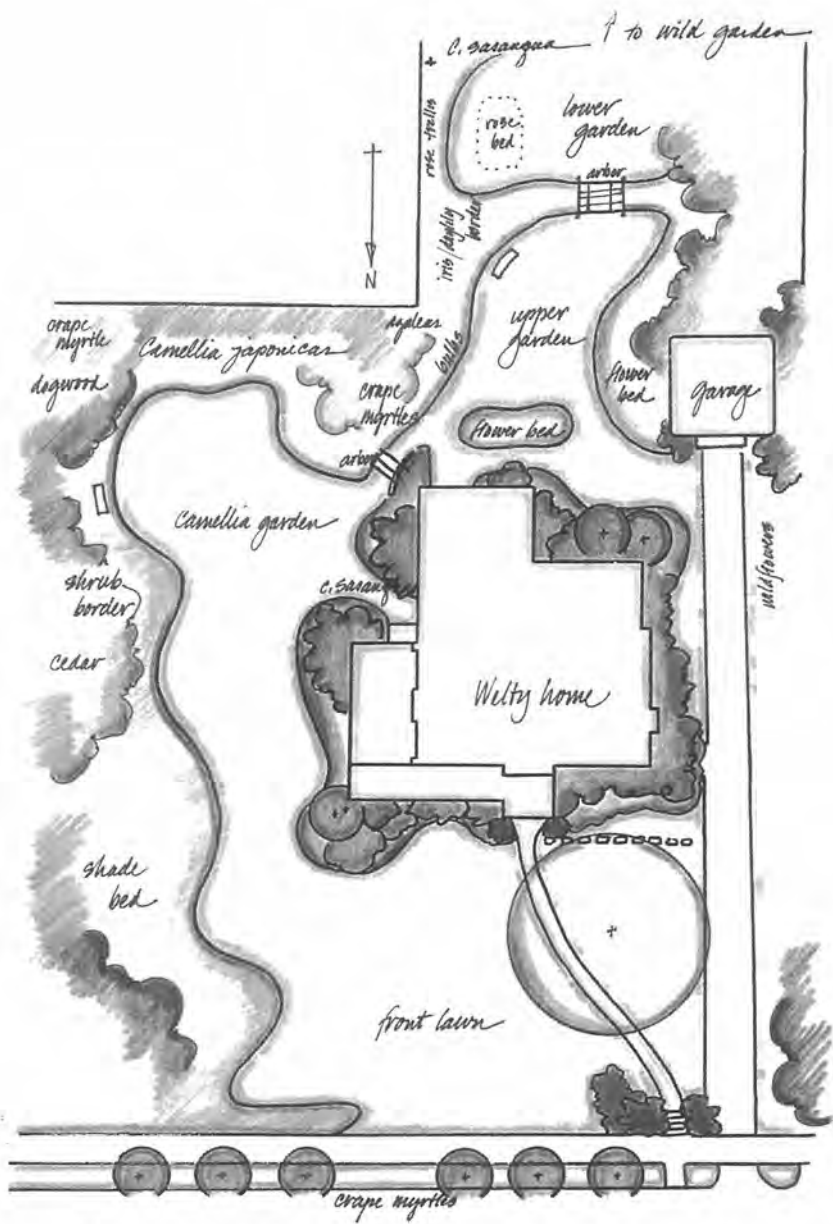 C. Sasanqua
↑ to wild garden
rose trellis
rose
bed
lower
garden
arbor
iris/daylily
border
N
crape
myrtle
Camellia japonicas
azaleas
bulbs
upper
garden
dogwood
crape
myrtles
flower
bed
garage
flower bed
arbor
Camellia garden
wildflowers
shrub
border
C. Sasanqua
cedar
Welty home
shade
bed
front lawn
crape myrtles